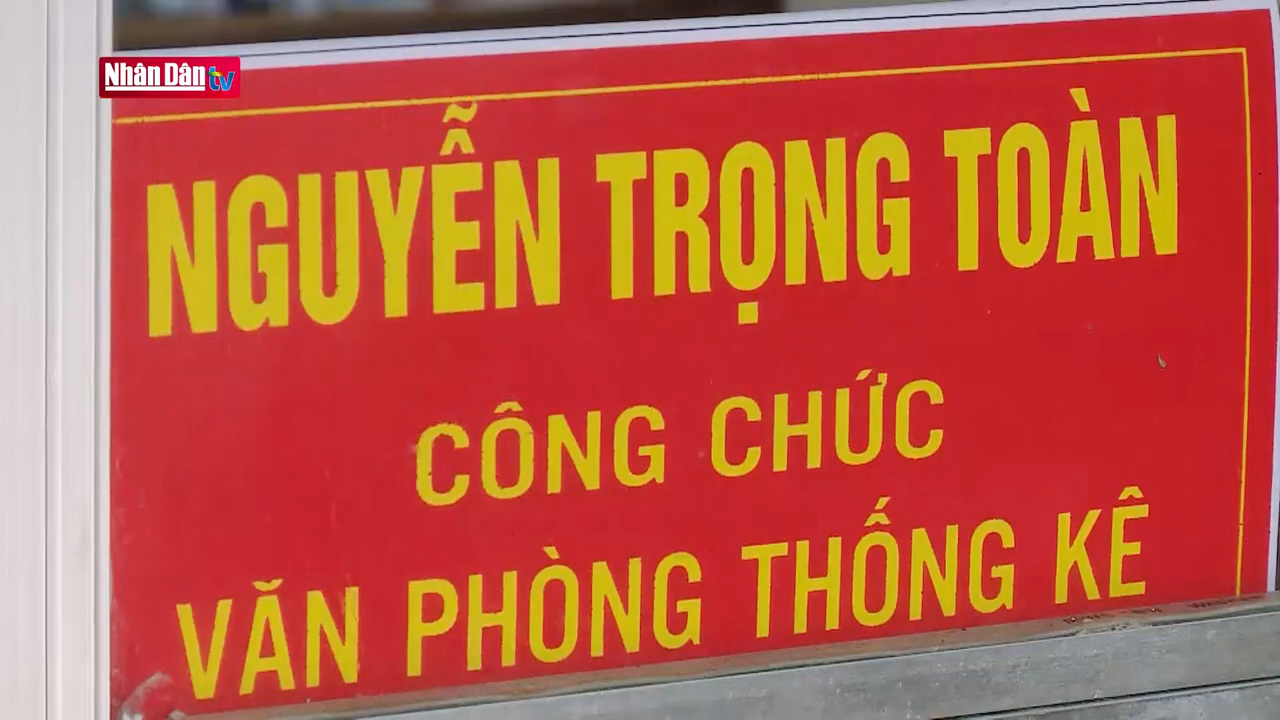 Nhân Dân tv
NGUYỄN TRỌNG TOÀN
CÔNG CHỨC
VĂN PHÒNG THỐNG KÊ